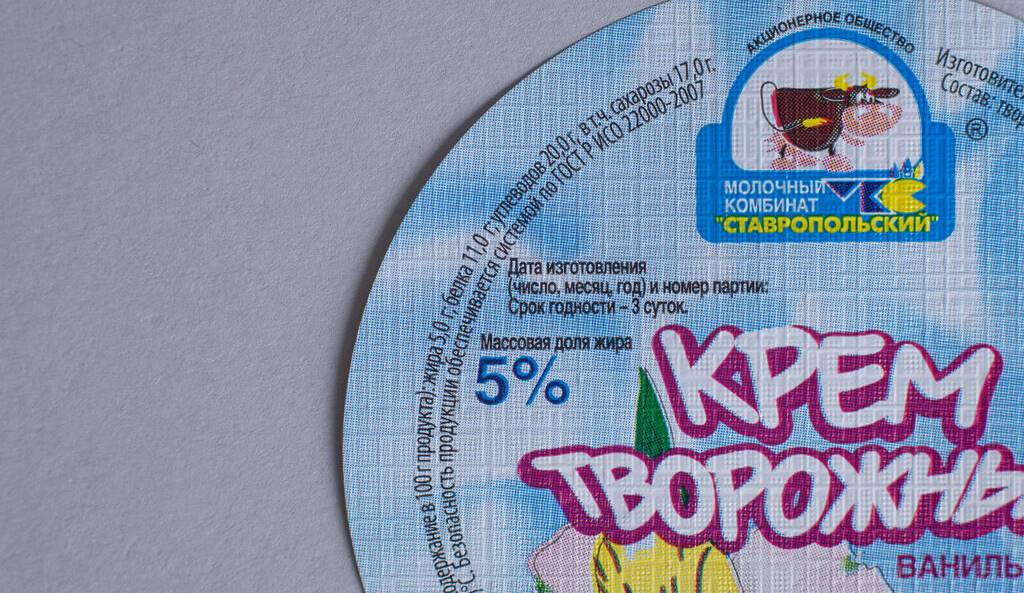 АКЦИОНЕРНОЕ ОБЩЕСТВО
МОЛОЧНЫЙ
КОМБИНАТ
"СТАВРОПОЛЬСКИЙ"
®
Изготовите
Состав: твор
одержание в 100 г продукта): жира 5,0 г, белка 11,0 г, углеводов 20,0 г, в т.ч. сахарозы 17,0 г.
°С. Безопасность продукции обеспечивается системой по ГОСТ Р ИСО 22000-2007
Дата изготовления
(число, месяц, год) и номер партии:
Срок годности – 3 суток.
Массовая доля жира
5%
КРЕМ
ТВОРОЖНЫ
ВАНИЛЬ